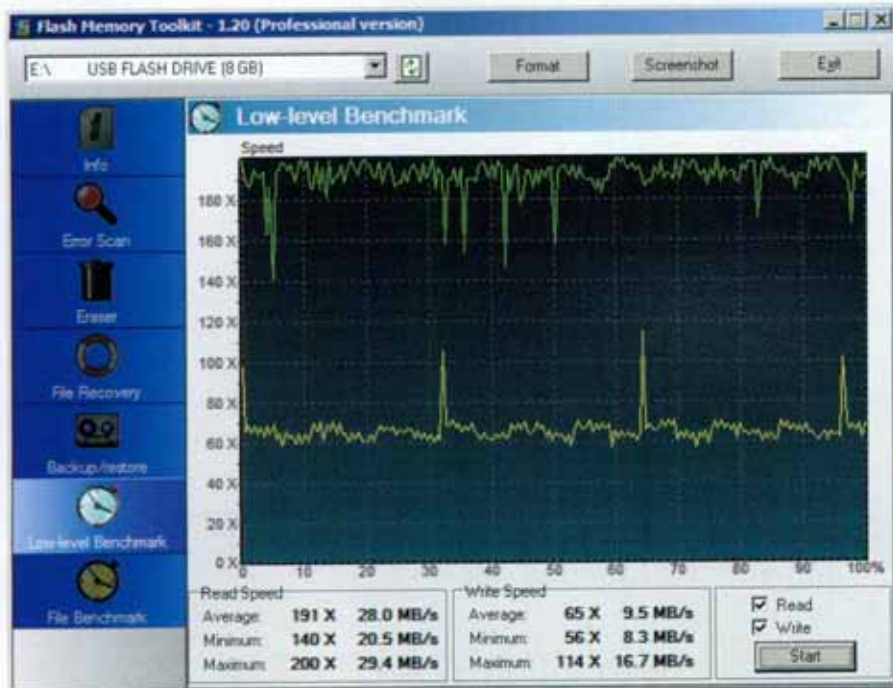 Flash Memory Toolkit - 1.20 (Professional version)
E:\ USB FLASH DRIVE (8 GB)
Format
Screenshot
Exit
Info
Error Scan
Eraser
File Recovery
Backup/restore
Low-level Benchmark
File Benchmark
Low-level Benchmark
Speed
180 X
160 X
140 X
120 X
100 X
80 X
60 X
40 X
20 X
0 X
0 10 20 30 40 50 60 70 80 90 100%
Read Speed
Average: 191 X 28.0 MB/s
Minimum: 140 X 20.5 MB/s
Maximum: 200 X 29.4 MB/s
Write Speed
Average: 65 X 9.5 MB/s
Minimum: 56 X 8.3 MB/s
Maximum: 114 X 16.7 MB/s
Read
Write
Start